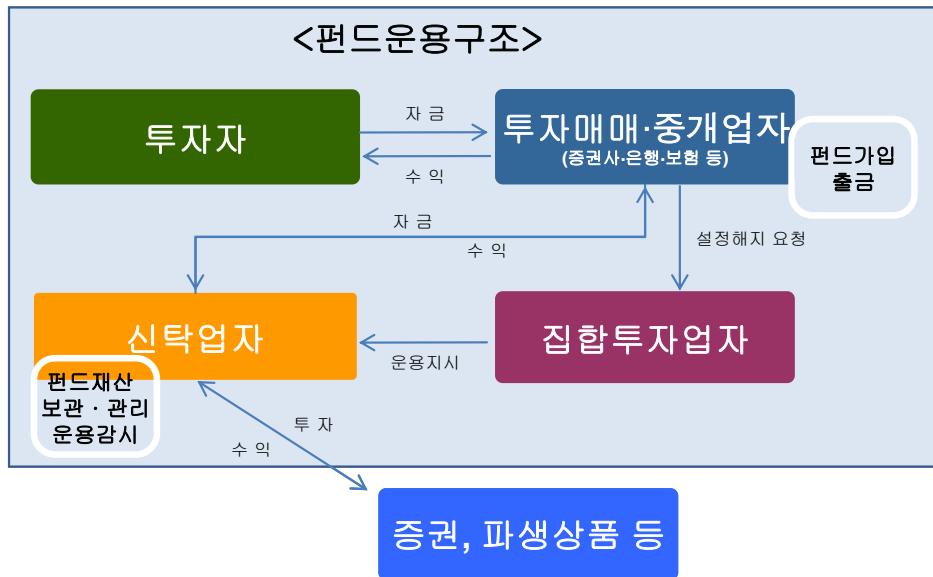 <펀드운용구조>
투자자
자 금
수 익
투자매매·중개업자
(증권사·은행·보험 등)
펀드가입
출금
자 금
수 익
설정해지 요청
신탁업자
펀드재산
보관 · 관리
운용감시
운용지시
집합투자업자
투 자
수 익
증권, 파생상품 등